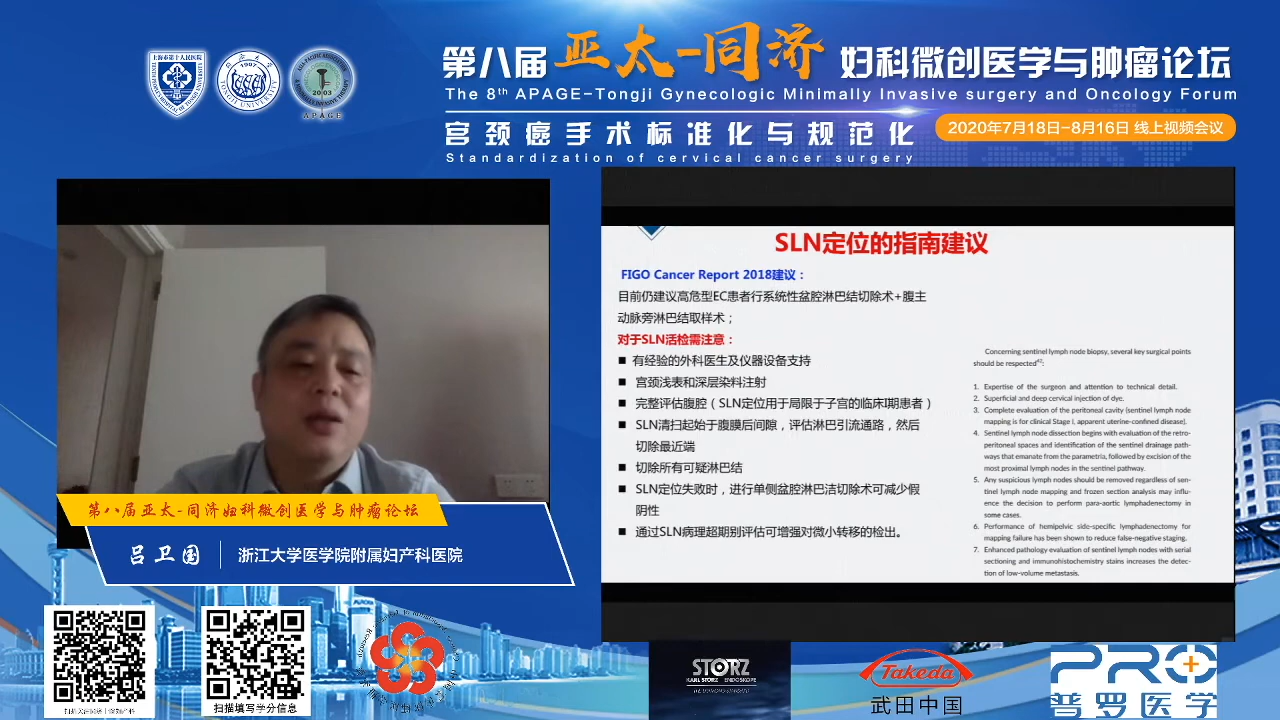 上海市第十人民医院
TONGJI UNIVERSITY
1907
2003
APAGE
第八届亚太-同济妇科微创医学与肿瘤论坛
The 8th APAGE-Tongji Gynecologic Minimally Invasive surgery and Oncology Forum
宫颈癌手术标准化与规范化
2020年7月18日-8月16日 线上视频会议
Standardization of cervical cancer surgery
SLN定位的指南建议
FIGO Cancer Report 2018建议：
目前仍建议高危型EC患者行系统性盆腔淋巴结切除术+腹主
动脉旁淋巴结取样术；
对于SLN活检需注意：
■ 有经验的外科医生及仪器设备支持
■ 宫颈浅表和深层染料注射
■ 完整评估腹腔（SLN定位用于局限于子宫的临床I期患者）
■ SLN清扫起始于腹膜后间隙，评估淋巴引流通路，然后
切除最近端
■ 切除所有可疑淋巴结
■ SLN定位失败时，进行单侧盆腔淋巴洁切除术可减少假
阴性
■ 通过SLN病理超期别评估可增强对微小转移的检出。
Concerning sentinel lymph node biopsy, several key surgical points
should be respected42:
1. Expertise of the surgeon and attention to technical detail.
2. Superficial and deep cervical injection of dye.
3. Complete evaluation of the peritoneal cavity (sentinel lymph node
mapping is for clinical Stage I, apparent uterine-confined disease).
4. Sentinel lymph node dissection begins with evaluation of the retro-
peritoneal spaces and identification of the sentinel drainage path-
ways that emanate from the parametria, followed by excision of the
most proximal lymph nodes in the sentinel pathway.
5. Any suspicious lymph nodes should be removed regardless of sen-
tinel lymph node mapping and frozen section analysis may influ-
ence the decision to perform para-aortic lymphadenectomy in
some cases.
6. Performance of hemipelvic side-specific lymphadenectomy for
mapping failure has been shown to reduce false-negative staging.
7. Enhanced pathology evaluation of sentinel lymph nodes with serial
sectioning and immunohistochemistry stains increases the detec-
tion of low-volume metastasis.
第八届亚太-同济妇科微创医学与肿瘤论坛
吕卫国
浙江大学医学院附属妇产科医院
扫描填写学分信息
STORZ
KARL STORZ — ENDOSKOPE
Takeda
武田中国
PRO
普罗医学